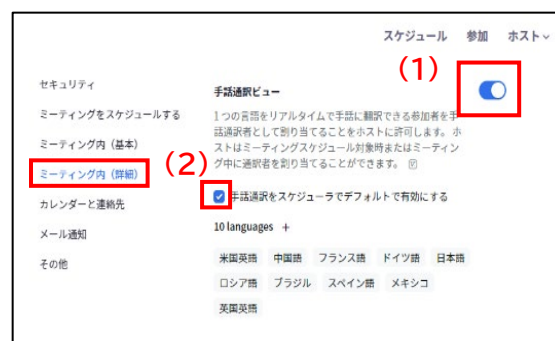 スケジュール 参加 ホスト
(1)
セキュリティ
ミーティングをスケジュールする
ミーティング内（基本）
ミーティング内（詳細）
カレンダーと連絡先
メール通知
その他
手話通訳ビュー
1つの言語をリアルタイムで手話に翻訳できる参加者を手
話通訳者として割り当てることをホストに許可します。ホ
ストはミーティングスケジュール対象時またはミーティン
グ中に通訳者を割り当てることができます。
(2)
手話通訳をスケジューラでデフォルトで有効にする
10 languages +
米国英語 中国語 フランス語 ドイツ語 日本語
ロシア語 ブラジル スペイン語 メキシコ
英国英語